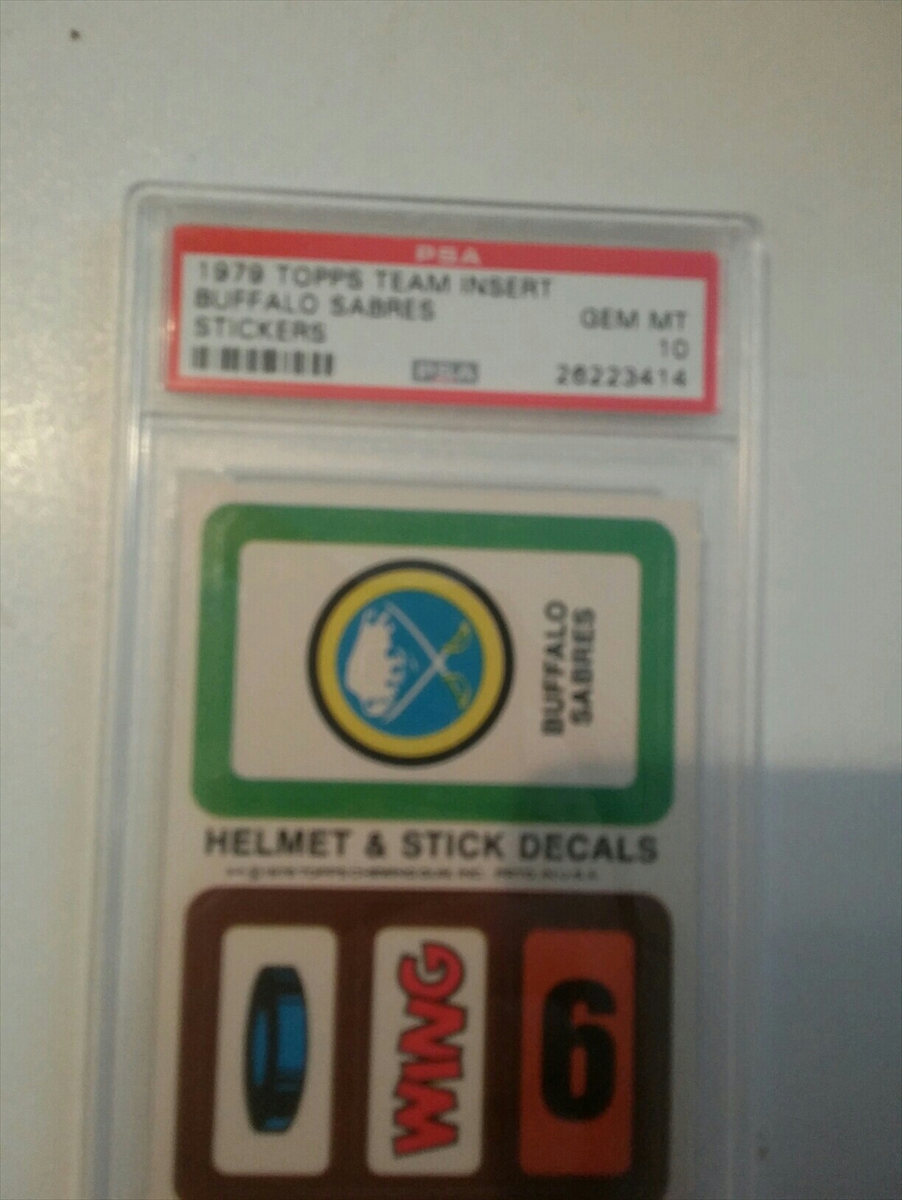 PSA
1979 TOPPS TEAM INSERT
BUFFALO SABRES
GEM MT
STICKERS
10
PSA
26223414
BUFFALO
SABRES
HELMET & STICK DECALS
WING
6